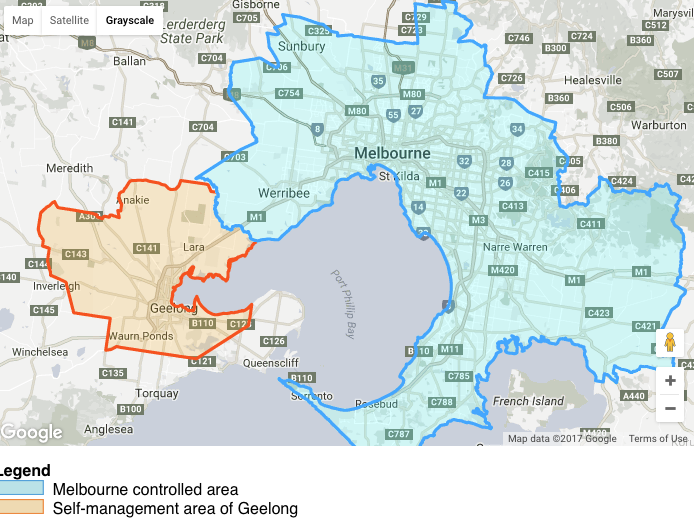 C392
C318
Gisborne
C729
Marysvi
Map
Satellite
Grayscale
Lerderderg
State Park
C705
C325
C723
C746
C724
C512
M8
Sunbury
B300
B360
Ballan
C704
C706
M31
C726
C507
35
Healesville
C754
M80
B360
C506
M80
55
27
C141
C704
8
34
Warburton
B380
C703
Melbourne
32
28
C405
Meredith
St Kilda
C415
M1
26
C424
Anakie
Werribee
22
C406
A300
M1
14
C413
M3
C411
C141
Lara
Narre Warren
C143
M420
C144
M1
M1
140
Inverleigh
Port Phillip Bay
C145
Geelong
C423
B110
C123
C421
Waurn Ponds
C126
B110
M11
Winchelsea
C121
Queenscliff
C135
B110
C785
Torquay
Sorrento
Rosebud
C788
French Island
A440
B100
Anglesea
C787
Google
Map data ©2017 Google
Terms of Use
Legend
Melbourne controlled area
Self-management area of Geelong